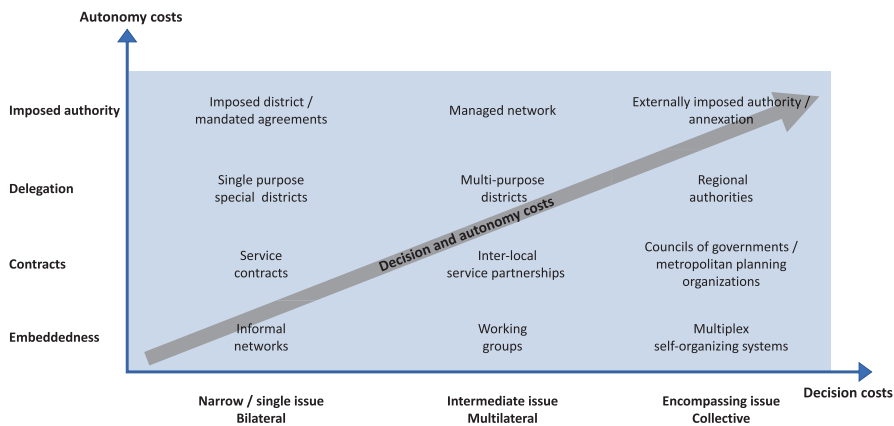 Autonomy costs
Imposed authority
Imposed district /
mandated agreements
Managed network
Externally imposed authority /
annexation
Delegation
Single purpose
special districts
Multi-purpose
districts
Regional
authorities
Decision and autonomy costs
Contracts
Service
contracts
Inter-local
service partnerships
Councils of governments /
metropolitan planning
organizations
Embeddedness
Informal
networks
Working
groups
Multiplex
self-organizing systems
Decision costs
Narrow / single issue
Bilateral
Intermediate issue
Multilateral
Encompassing issue
Collective